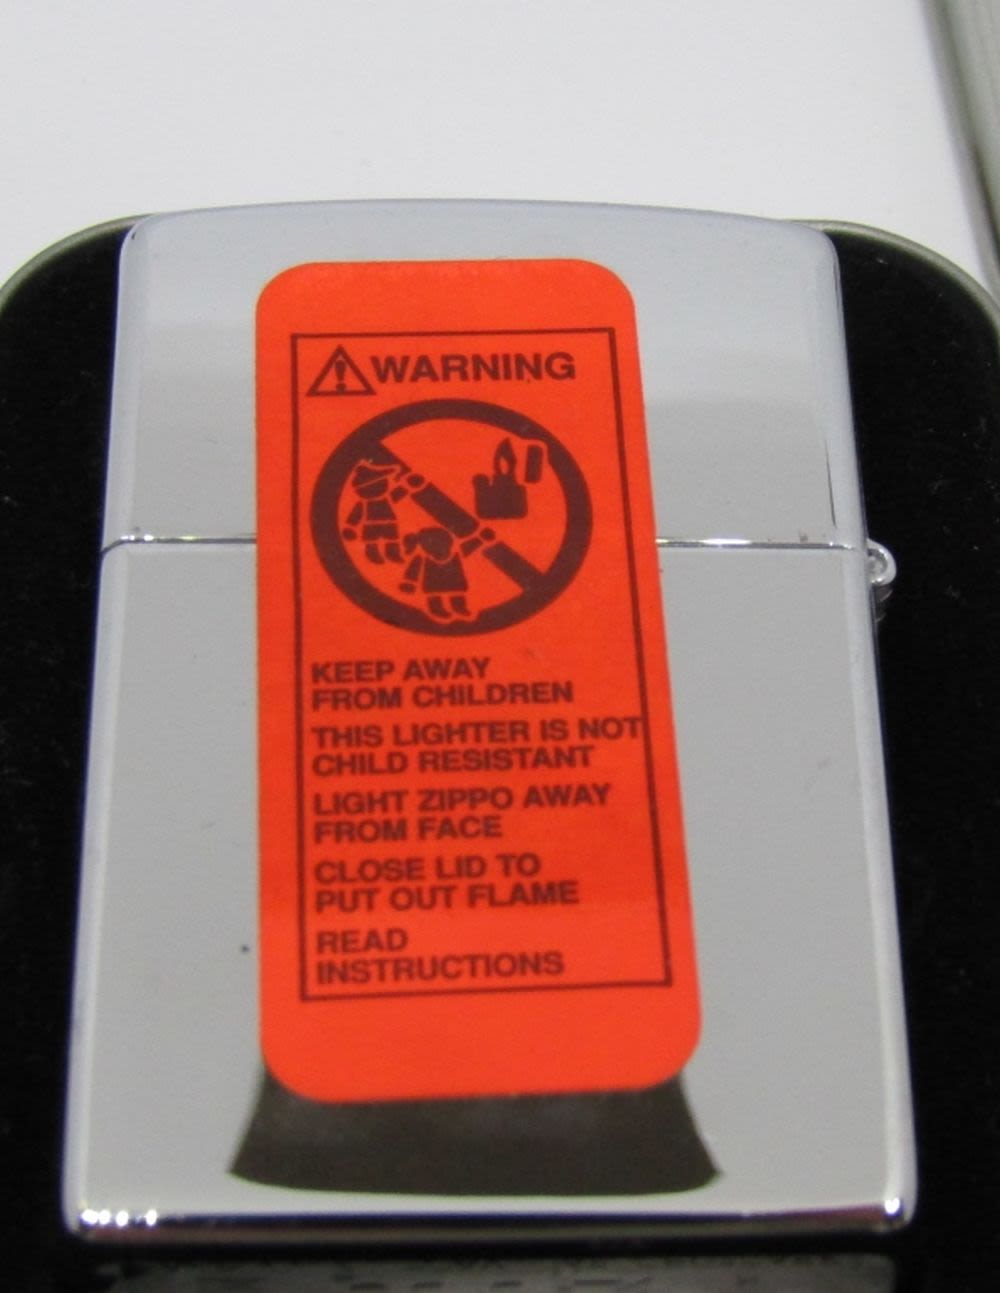 WARNING
KEEP AWAY
FROM CHILDREN
THIS LIGHTER IS NOT
CHILD RESISTANT
LIGHT ZIPPO AWAY
FROM FACE
CLOSE LID TO
PUT OUT FLAME
READ
INSTRUCTIONS